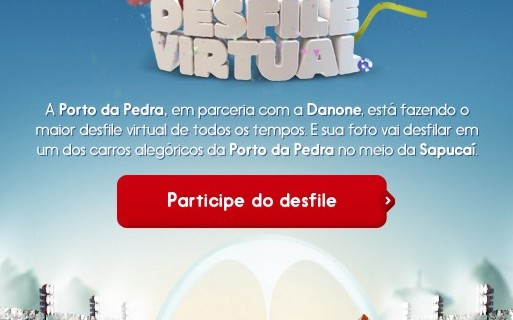 DESFILE
VIRTUAL
A Porto da Pedra, em parceria com a Danone, está fazendo o
maior desfile virtual de todos os tempos. E sua foto vai desfilar em
um dos carros alegóricos da Porto da Pedra no meio da Sapucaí.
Participe do desfile